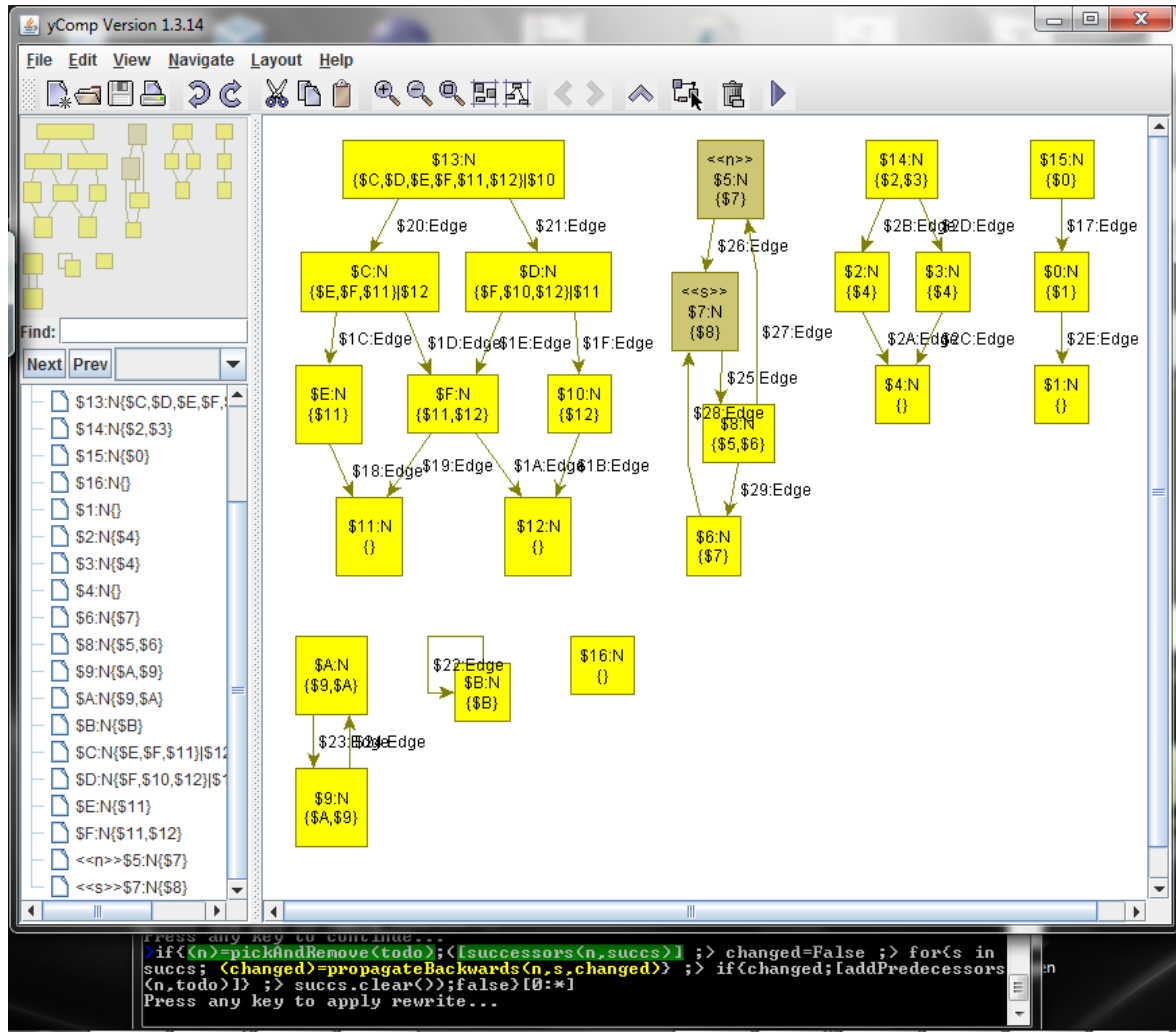 yComp Version 1.3.14
File Edit View Navigate Layout Help
Find:
Next Prev
$13:N{$C,$D,$E,$F,
$14:N{$2,$3}
$15:N{$0}
$16:N{}
$1:N{}
$2:N{$4}
$3:N{$4}
$4:N{}
$6:N{$7}
$8:N{$5,$6}
$9:N{$A,$9}
$A:N{$9,$A}
$B:N{$B}
$C:N{$E,$F,$11}|$12
$D:N{$F,$10,$12}|$1
$E:N{$11}
$F:N{$11,$12}
<<n>>$5:N{$7}
<<s>>$7:N{$8}
$13:N
{$C,$D,$E,$F,$11,$12}|$10
$20:Edge
$21:Edge
$C:N
{$E,$F,$11}|$12
$D:N
{$F,$10,$12}|$11
$1C:Edge
$1D:Edge
$1E:Edge
$1F:Edge
$E:N
{$11}
$F:N
{$11,$12}
$10:N
{$12}
$18:Edge
$19:Edge
$1A:Edge
$1B:Edge
$11:N
{}
$12:N
{}
<<n>>
$5:N
{$7}
$26:Edge
<<s>>
$7:N
{$8}
$27:Edge
$25:Edge
$28:Edge
$8:N
{$5,$6}
$29:Edge
$6:N
{$7}
$14:N
{$2,$3}
$2B:Edge
$2D:Edge
$2:N
{$4}
$3:N
{$4}
$2A:Edge
$2C:Edge
$4:N
{}
$15:N
{$0}
$17:Edge
$0:N
{$1}
$2E:Edge
$1:N
{}
$A:N
{$9,$A}
$23:Edge
$24:Edge
$9:N
{$A,$9}
$22:Edge
$B:N
{$B}
$16:N
{}
Press any key to continue...
>if{(n)=pickAndRemove(todo);([successors(n,succs)] ;> changed=False ;> for{s in
succs; (changed)=propagateBackwards(n,s,changed)} ;> if{changed;[addPredecessors
(n,todo)]} ;> succs.clear());false}[0:*]
Press any key to apply rewrite...
en